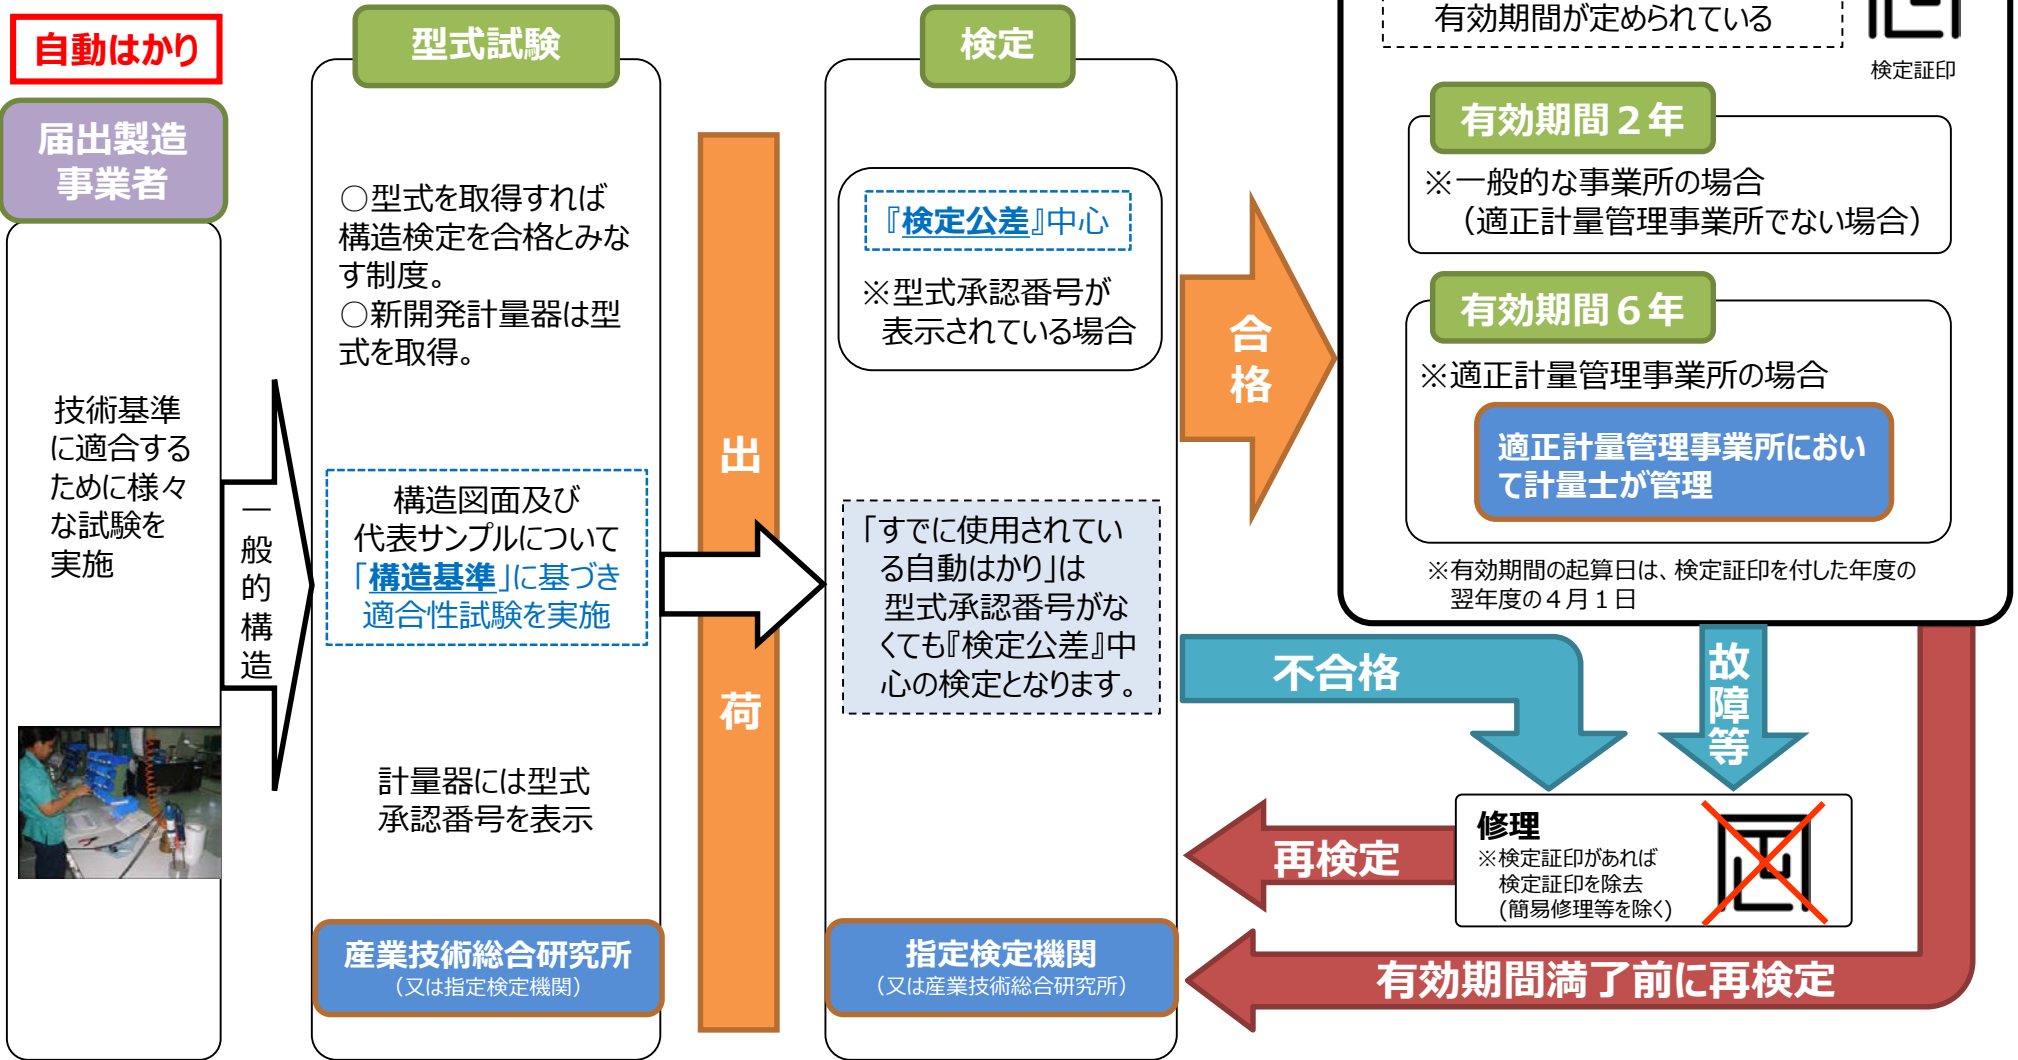 自動はかり
届出製造
事業者
技術基準
に適合する
ために様々
な試験を
実施
一般的構造
型式試験
○型式を取得すれば
構造検定を合格とみな
す制度。
○新開発計量器は型
式を取得。
構造図面及び
代表サンプルについて
「構造基準」に基づき
適合性試験を実施
計量器には型式
承認番号を表示
産業技術総合研究所
（又は指定検定機関）
出荷
検定
『検定公差』中心
※型式承認番号が
表示されている場合
「すでに使用されてい
る自動はかり」は
型式承認番号がな
くても『検定公差』中
心の検定となります。
指定検定機関
（又は産業技術総合研究所）
合格
有効期間が定められている
検定証印
有効期間２年
※一般的な事業所の場合
（適正計量管理事業所でない場合）
有効期間６年
※適正計量管理事業所の場合
適正計量管理事業所におい
て計量士が管理
※有効期間の起算日は、検定証印を付した年度の
翌年度の４月１日
不合格
故障等
修理
※検定証印があれば
検定証印を除去
(簡易修理等を除く)
再検定
有効期間満了前に再検定